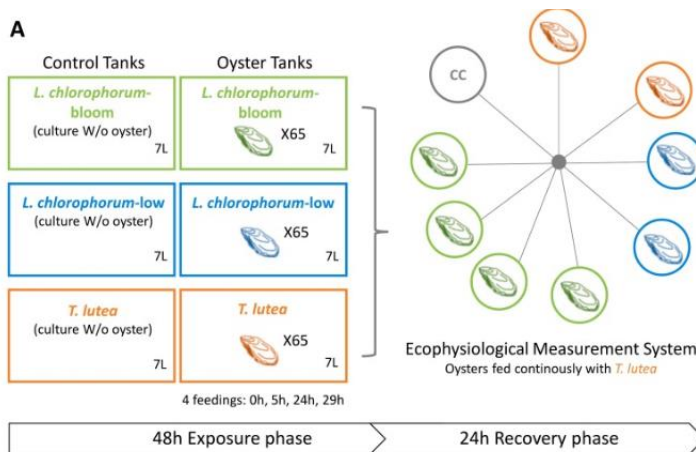 A
Control Tanks
Oyster Tanks
L. chlorophorum-
bloom
(culture W/o oyster)
7L
L. chlorophorum-
bloom
X65
7L
L. chlorophorum-low
(culture W/o oyster)
7L
L. chlorophorum-low
X65
7L
T. lutea
(culture W/o oyster)
7L
T. lutea
X65
7L
4 feedings: 0h, 5h, 24h, 29h
CC
Ecophysiological Measurement System
Oysters fed continously with T. lutea
48h Exposure phase
24h Recovery phase